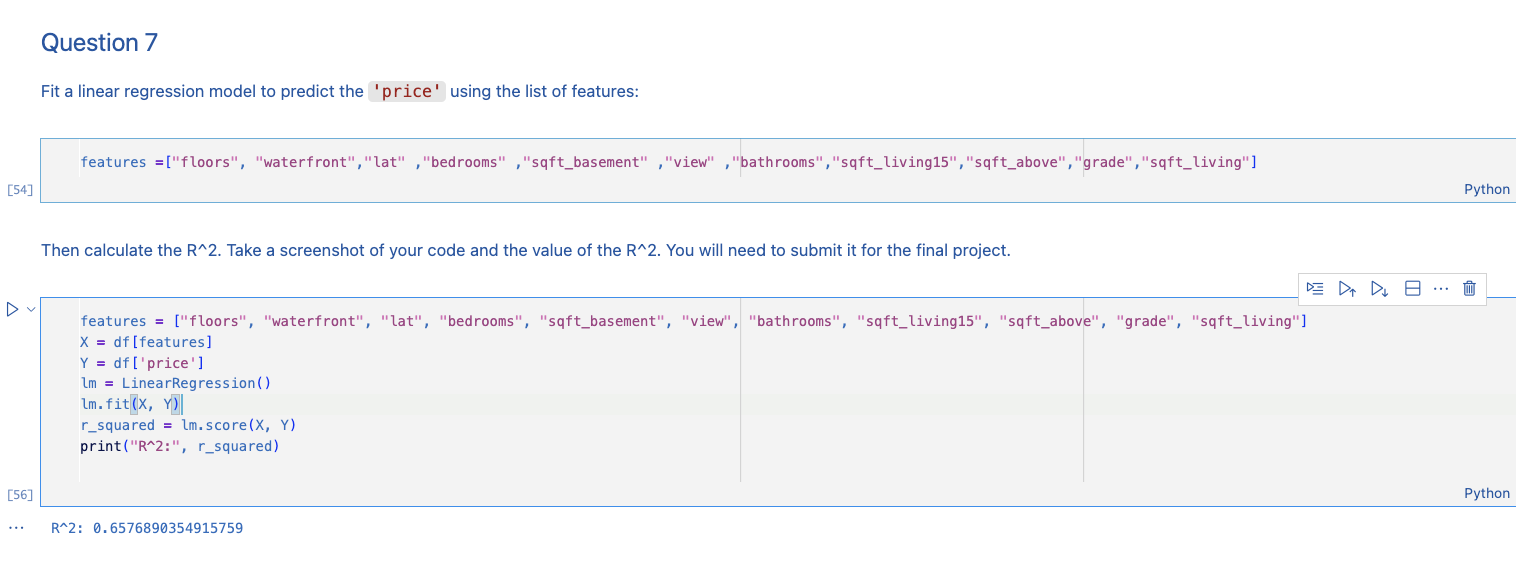 Question 7
Fit a linear regression model to predict the 'price' using the list of features:
features =["floors", "waterfront","lat" ,"bedrooms" ,"sqft_basement" ,"view" ,"bathrooms","sqft_living15","sqft_above","grade","sqft_living"]
[54]
Python
Then calculate the R^2. Take a screenshot of your code and the value of the R^2. You will need to submit it for the final project.
features = ["floors", "waterfront", "lat", "bedrooms", "sqft_basement", "view", "bathrooms", "sqft_living15", "sqft_above", "grade", "sqft_living"]
X = df[features]
Y = df['price']
lm = LinearRegression()
lm.fit(X, Y)
r_squared = lm.score(X, Y)
print("R^2:", r_squared)
[56]
Python
R^2: 0.6576890354915759